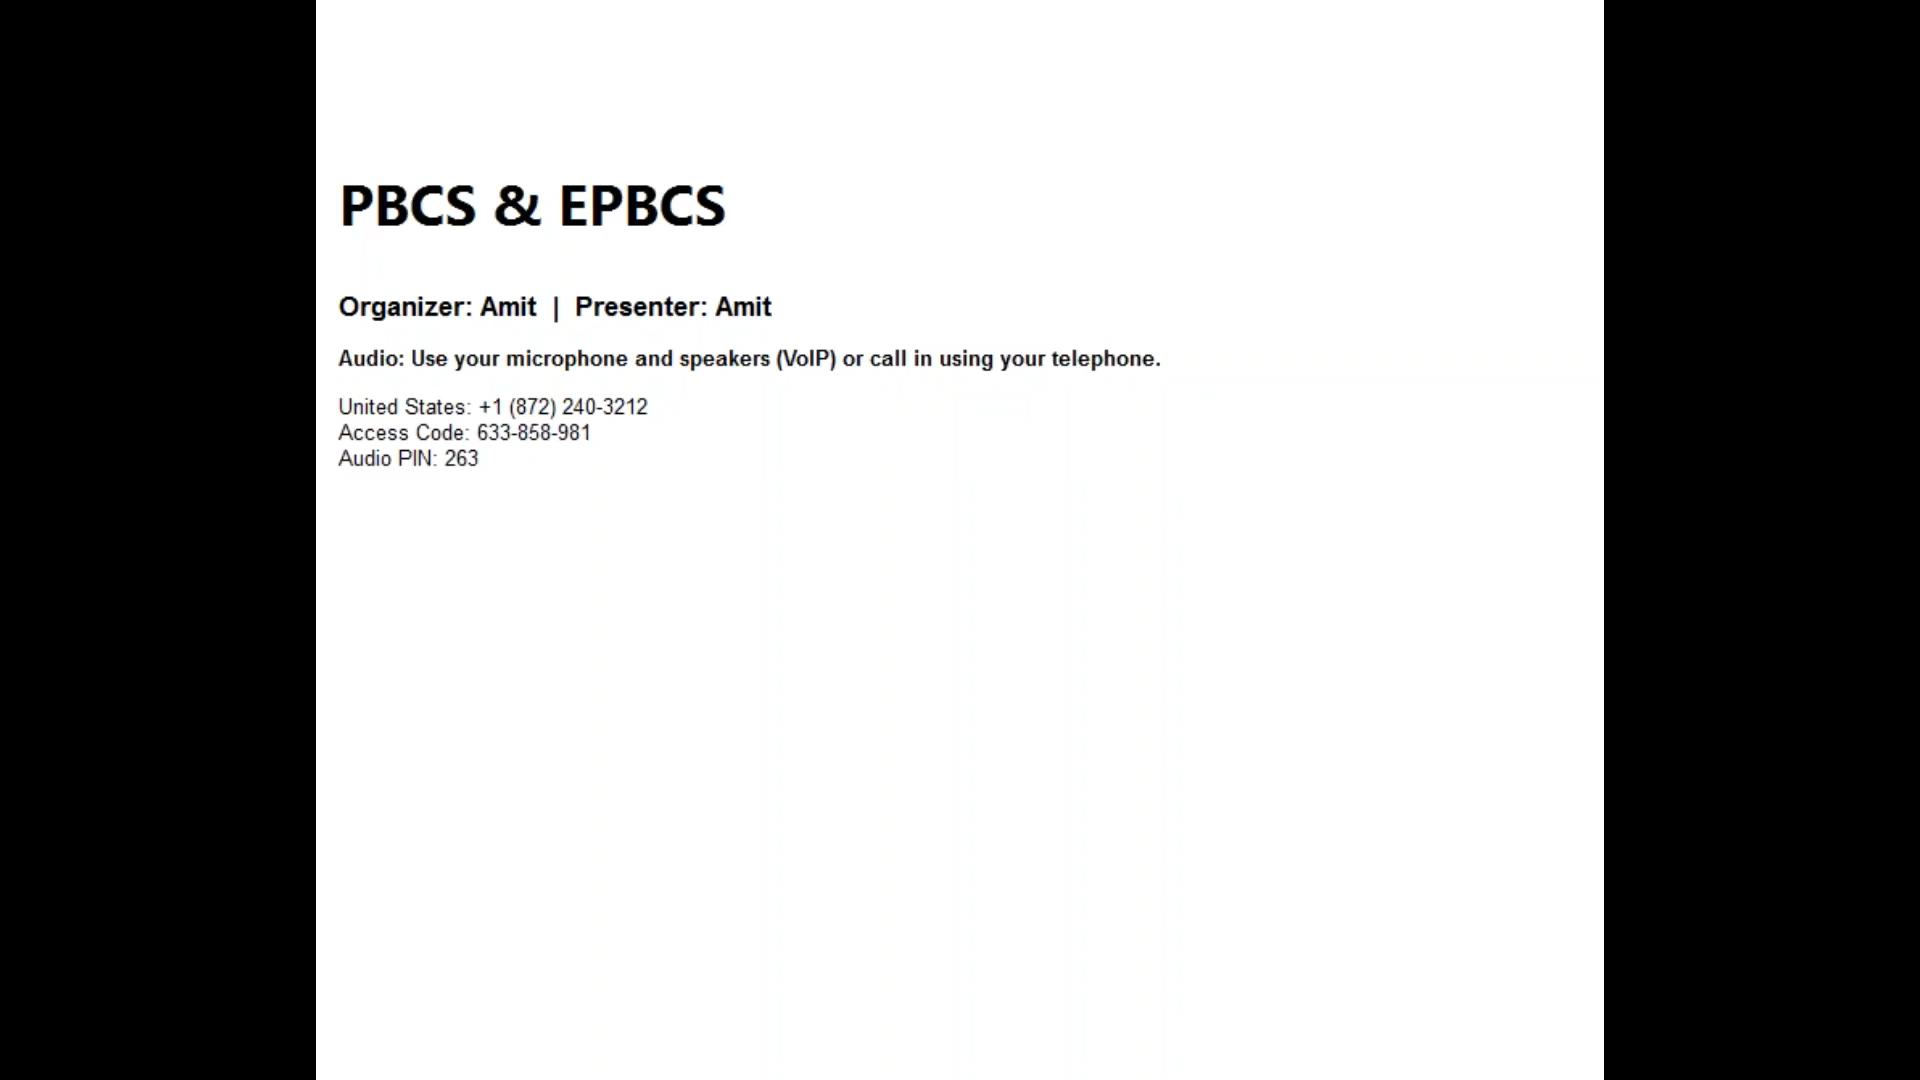 PBCS & EPBCS
Organizer: Amit | Presenter: Amit
Audio: Use your microphone and speakers (VoIP) or call in using your telephone.
United States: +1 (872) 240-3212
Access Code: 633-858-981
Audio PIN: 263